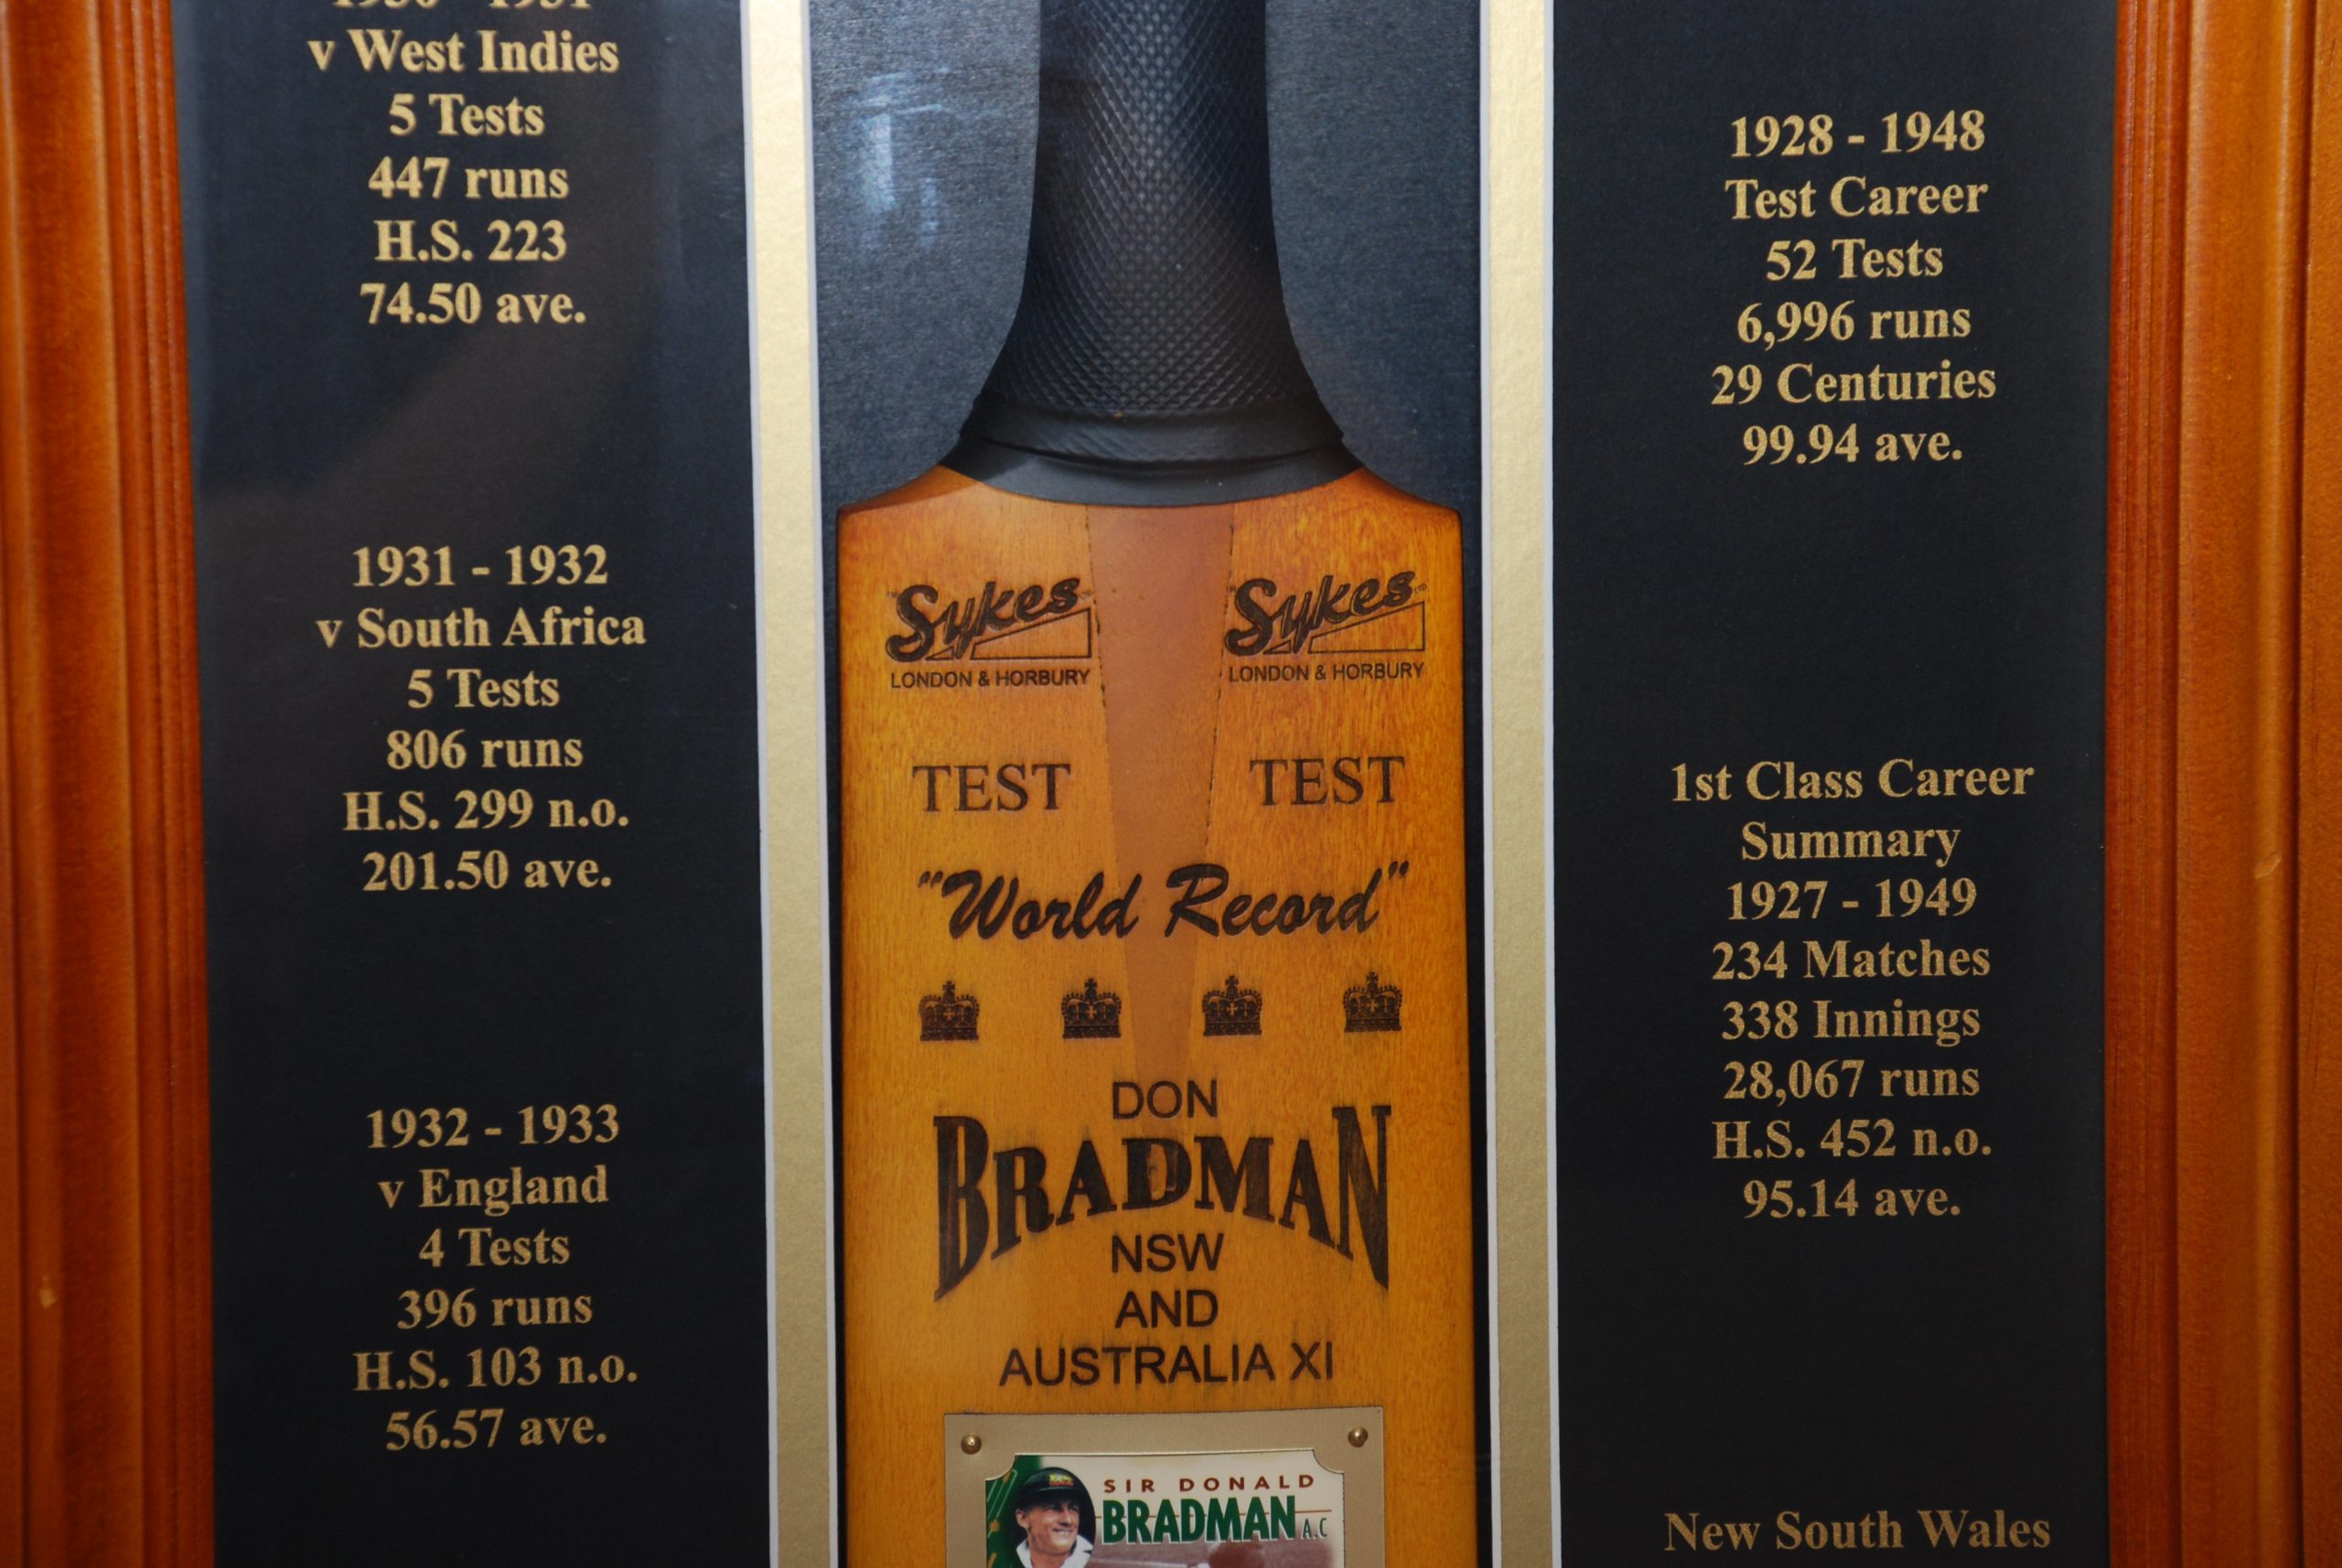 1930 - 1931
v West Indies
5 Tests
447 runs
H.S. 223
74.50 ave.
1931 - 1932
v South Africa
5 Tests
806 runs
H.S. 299 n.o.
201.50 ave.
1932 - 1933
v England
4 Tests
396 runs
H.S. 103 n.o.
56.57 ave.
Sykes Sykes
LONDON & HORBURY LONDON & HORBURY
TEST TEST
"World Record"
DON
BRADMAN
NSW
AND
AUSTRALIA XI
SIR DONALD
BRADMAN A.C
1928 - 1948
Test Career
52 Tests
6,996 runs
29 Centuries
99.94 ave.
1st Class Career
Summary
1927 - 1949
234 Matches
338 Innings
28,067 runs
H.S. 452 n.o.
95.14 ave.
New South Wales